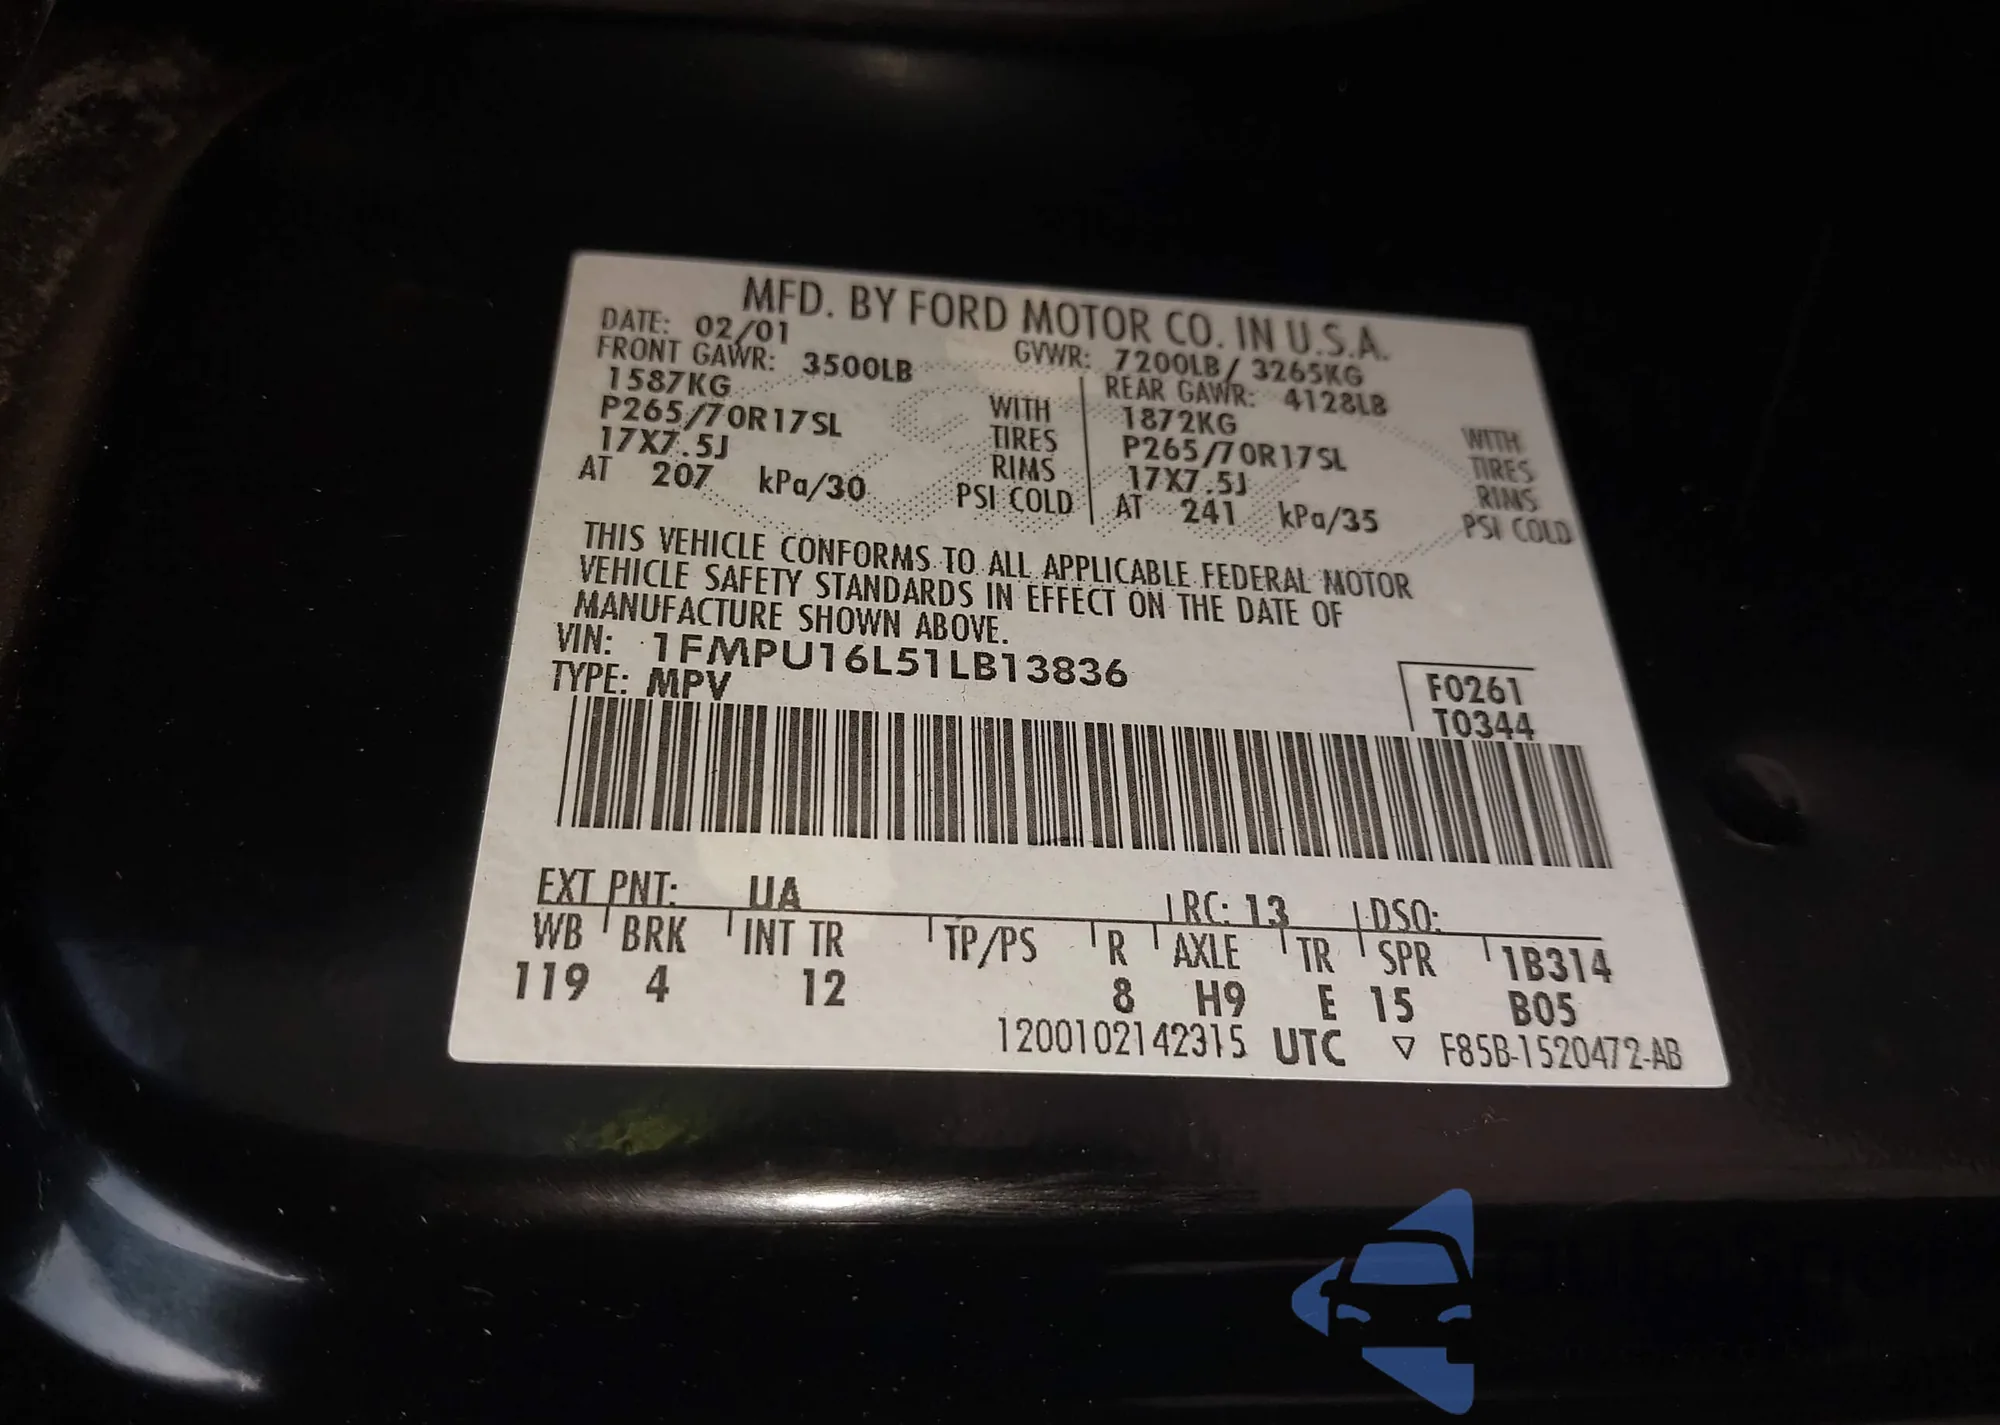 MFD. BY FORD MOTOR CO. IN U.S.A.
DATE: 02/01 GVWR: 7200LB/ 3265KG
FRONT GAWR: 3500LB REAR GAWR: 4128LB
1587KG WITH 1872KG WITH
P265/70R17SL TIRES P265/70R17SL TIRES
17X7.5J RIMS 17X7.5J RIMS
AT 207 kPa/30 PSI COLD AT 241 kPa/35 PSI COLD
THIS VEHICLE CONFORMS TO ALL APPLICABLE FEDERAL MOTOR
VEHICLE SAFETY STANDARDS IN EFFECT ON THE DATE OF
MANUFACTURE SHOWN ABOVE.
VIN: 1FMPU16L51LB13836
TYPE: MPV
F0261
T0344
EXT PNT: UA RC: 13 DSO:
WB BRK INT TR TP/PS R AXLE TR SPR 1B314
119 4 12 8 H9 E 15 B05
1200102142315 UTC ▽ F85B-1520472-AB